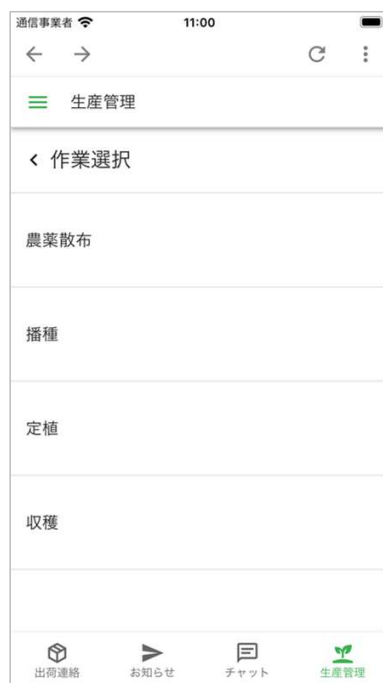 通信事業者 11:00
生産管理
作業選択
農薬散布
播種
定植
収穫
出荷連絡 お知らせ チャット 生産管理